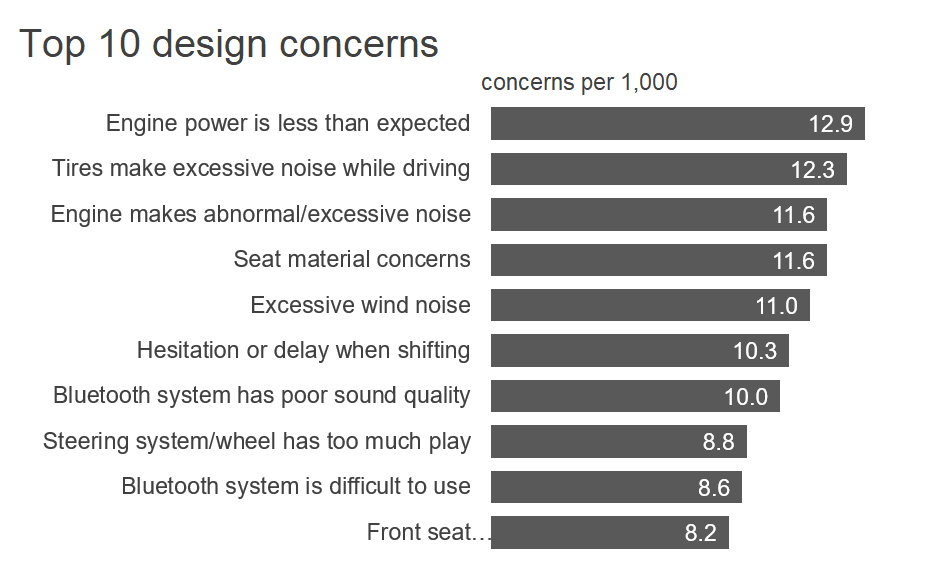 Top 10 design concerns
concerns per 1,000
Engine power is less than expected 12.9
Tires make excessive noise while driving 12.3
Engine makes abnormal/excessive noise 11.6
Seat material concerns 11.6
Excessive wind noise 11.0
Hesitation or delay when shifting 10.3
Bluetooth system has poor sound quality 10.0
Steering system/wheel has too much play 8.8
Bluetooth system is difficult to use 8.6
Front seat… 8.2